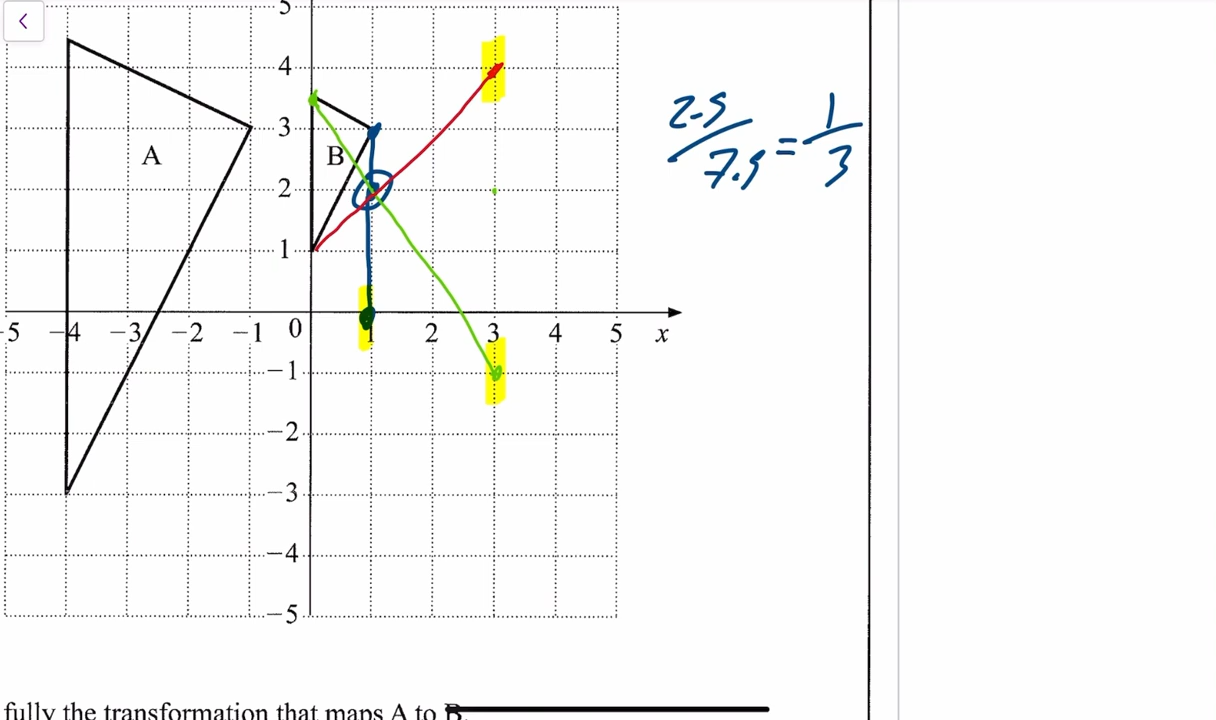 5
4
3
A
B
2
1
-5 -4 -3 -2 -1 0 1 2 3 4 5 x
-1
-2
-3
-4
-5
2.5/7.5 = 1/3
fully the transformation that maps A to B.